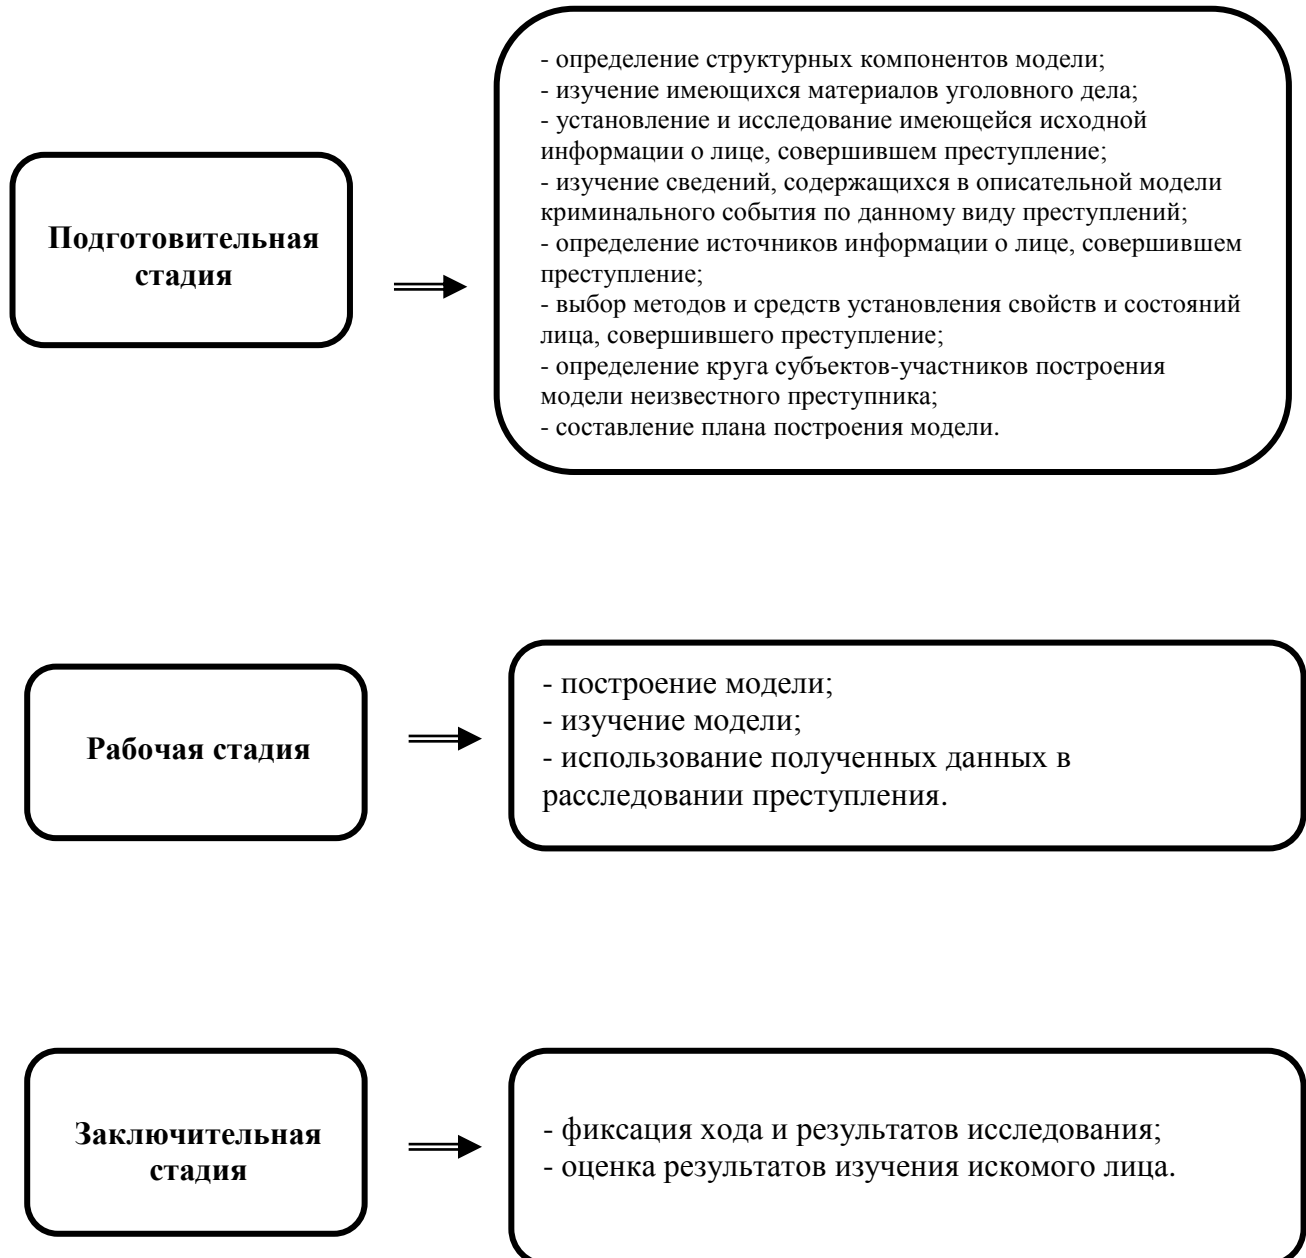 Подготовительная
стадия
- определение структурных компонентов модели;
- изучение имеющихся материалов уголовного дела;
- установление и исследование имеющейся исходной
информации о лице, совершившем преступление;
- изучение сведений, содержащихся в описательной модели
криминального события по данному виду преступлений;
- определение источников информации о лице, совершившем
преступление;
- выбор методов и средств установления свойств и состояний
лица, совершившего преступление;
- определение круга субъектов-участников построения
модели неизвестного преступника;
- составление плана построения модели.
Рабочая стадия
- построение модели;
- изучение модели;
- использование полученных данных в
расследовании преступления.
Заключительная
стадия
- фиксация хода и результатов исследования;
- оценка результатов изучения искомого лица.